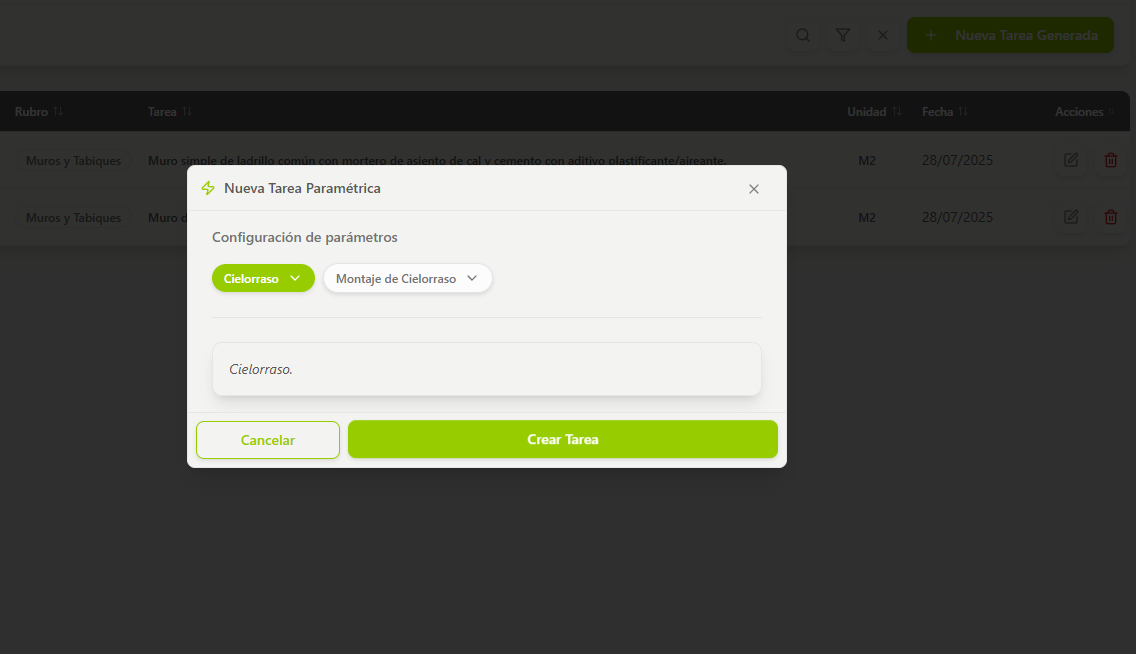 + Nueva Tarea Generada
Rubro Tarea Unidad Fecha Acciones
Muros y Tabiques Muro simple de ladrillo común con mortero de asiento de cal y cemento con aditivo plastificante/aireante. M2 28/07/2025
Muros y Tabiques Muro d M2 28/07/2025
Nueva Tarea Paramétrica
Configuración de parámetros
Cielorraso Montaje de Cielorraso
Cielorraso.
Cancelar Crear Tarea